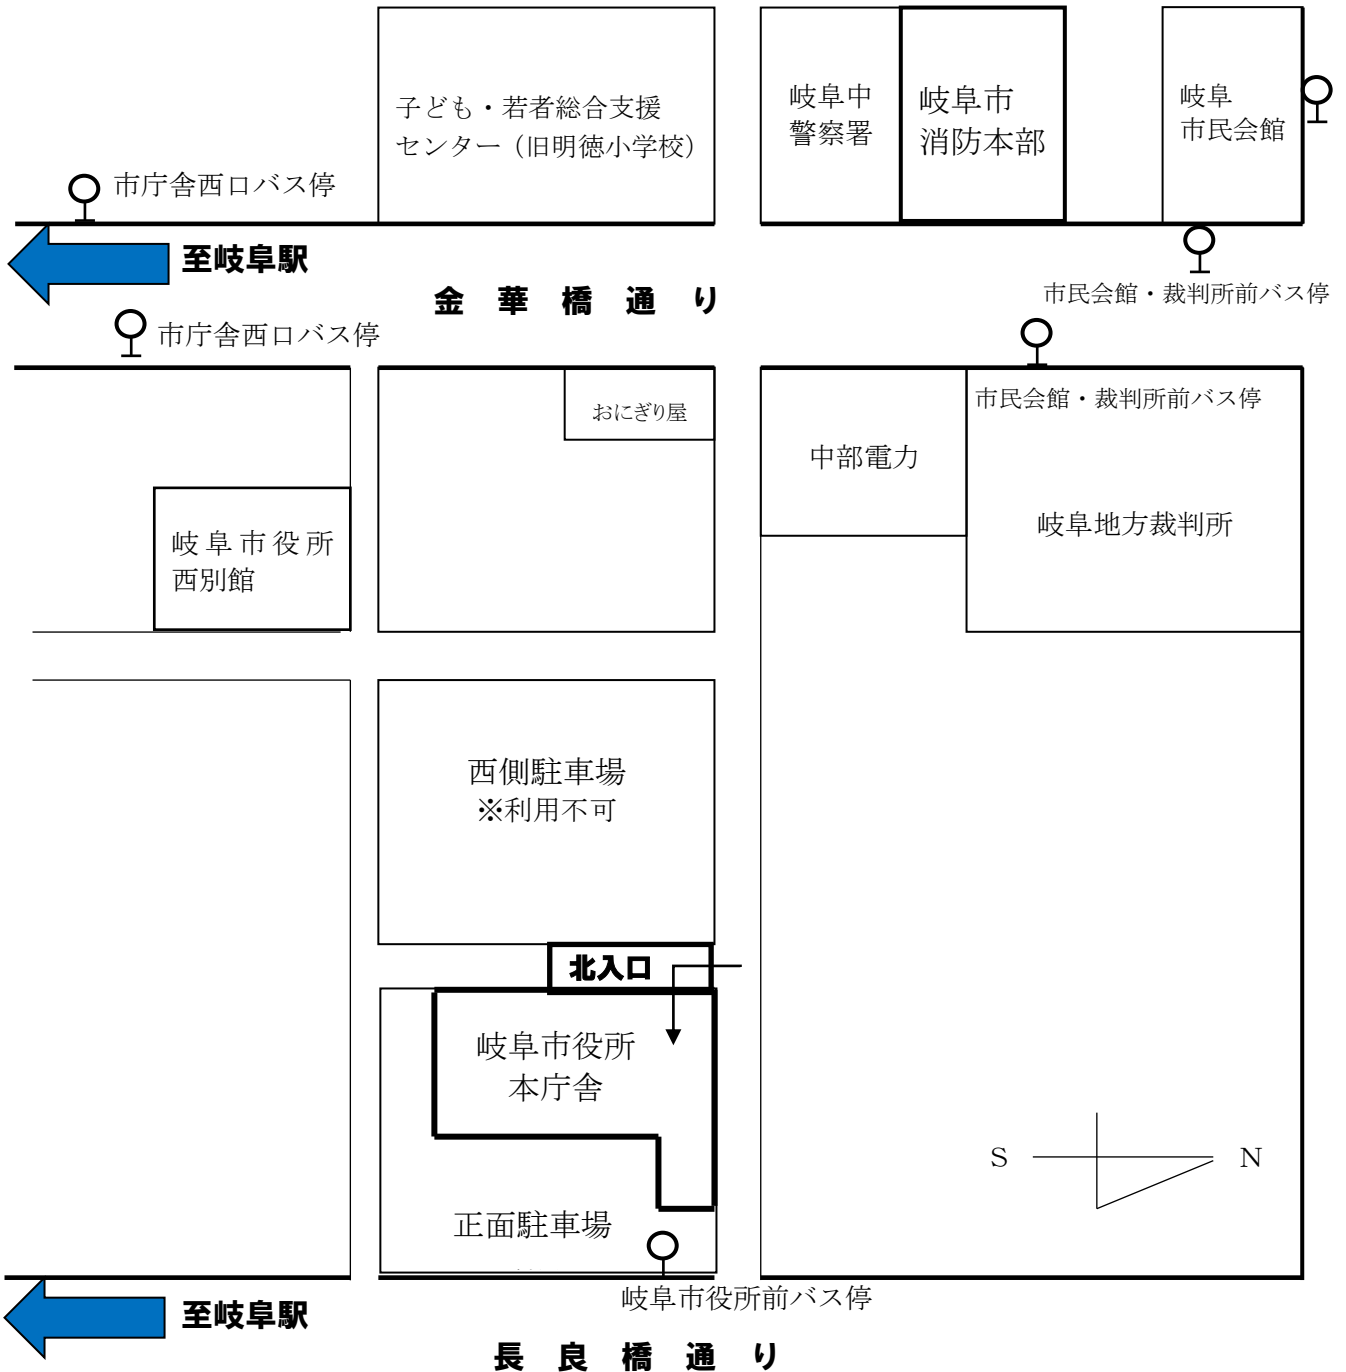 子ども・若者総合支援
センター（旧明徳小学校）
岐阜中
警察署
岐阜市
消防本部
岐阜
市民会館
市庁舎西口バス停
至岐阜駅
金華橋通り
市民会館・裁判所前バス停
市庁舎西口バス停
おにぎり屋
市民会館・裁判所前バス停
中部電力
岐阜地方裁判所
岐阜市役所
西別館
西側駐車場
※利用不可
北入口
岐阜市役所
本庁舎
S
N
正面駐車場
岐阜市役所前バス停
至岐阜駅
長良橋通り